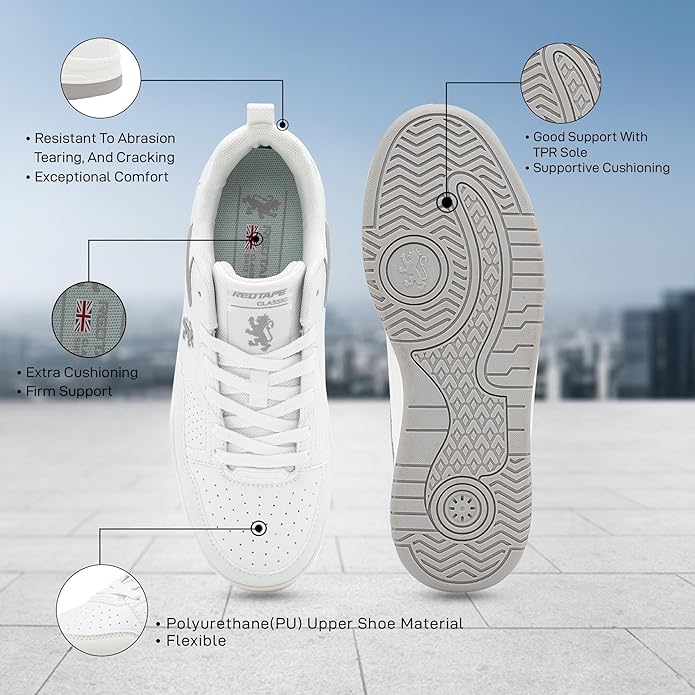 • Resistant To Abrasion
Tearing, And Cracking
• Exceptional Comfort
• Good Support With
TPR Sole
• Supportive Cushioning
REDTAPE
CLASSIC
• Extra Cushioning
• Firm Support
• Polyurethane(PU) Upper Shoe Material
• Flexible